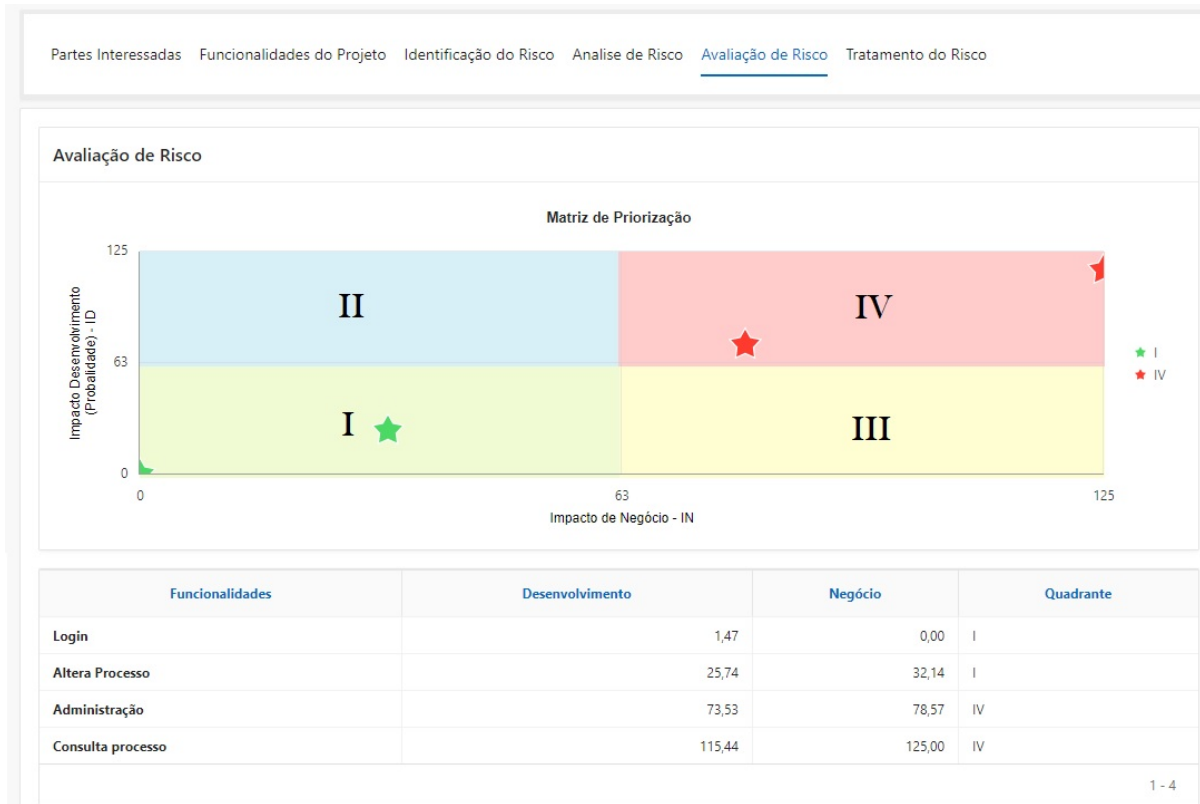 Partes Interessadas Funcionalidades do Projeto Identificação do Risco Analise de Risco Avaliação de Risco Tratamento do Risco
Avaliação de Risco
Matriz de Priorização
Impacto Desenvolvimento
(Probalidade) - ID
125
63
0
II
IV
I
III
0 63 125
Impacto de Negócio - IN
I
IV
Funcionalidades Desenvolvimento Negócio Quadrante
Login 1,47 0,00 I
Altera Processo 25,74 32,14 I
Administração 73,53 78,57 IV
Consulta processo 115,44 125,00 IV
1 - 4